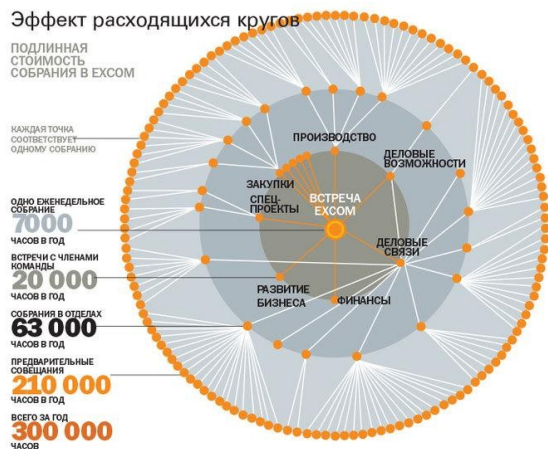 Эффект расходящихся кругов
ПОДЛИННАЯ
СТОИМОСТЬ
СОБРАНИЯ В EXCOM
КАЖДАЯ ТОЧКА
СООТВЕТСТВУЕТ
ОДНОМУ СОБРАНИЮ
ОДНО ЕЖЕНЕДЕЛЬНОЕ
СОБРАНИЕ
7000
ЧАСОВ В ГОД
ВСТРЕЧИ С ЧЛЕНАМИ
КОМАНДЫ
20 000
ЧАСОВ В ГОД
СОБРАНИЯ В ОТДЕЛАХ
63 000
ЧАСОВ В ГОД
ПРЕДВАРИТЕЛЬНЫЕ
СОВЕЩАНИЯ
210 000
ЧАСОВ В ГОД
ВСЕГО ЗА ГОД
300 000
ЧАСОВ
ПРОИЗВОДСТВО
ДЕЛОВЫЕ
ВОЗМОЖНОСТИ
ЗАКУПКИ
СПЕЦ-
ПРОЕКТЫ
ВСТРЕЧА
EXCOM
ДЕЛОВЫЕ
СВЯЗИ
РАЗВИТИЕ
БИЗНЕСА
ФИНАНСЫ